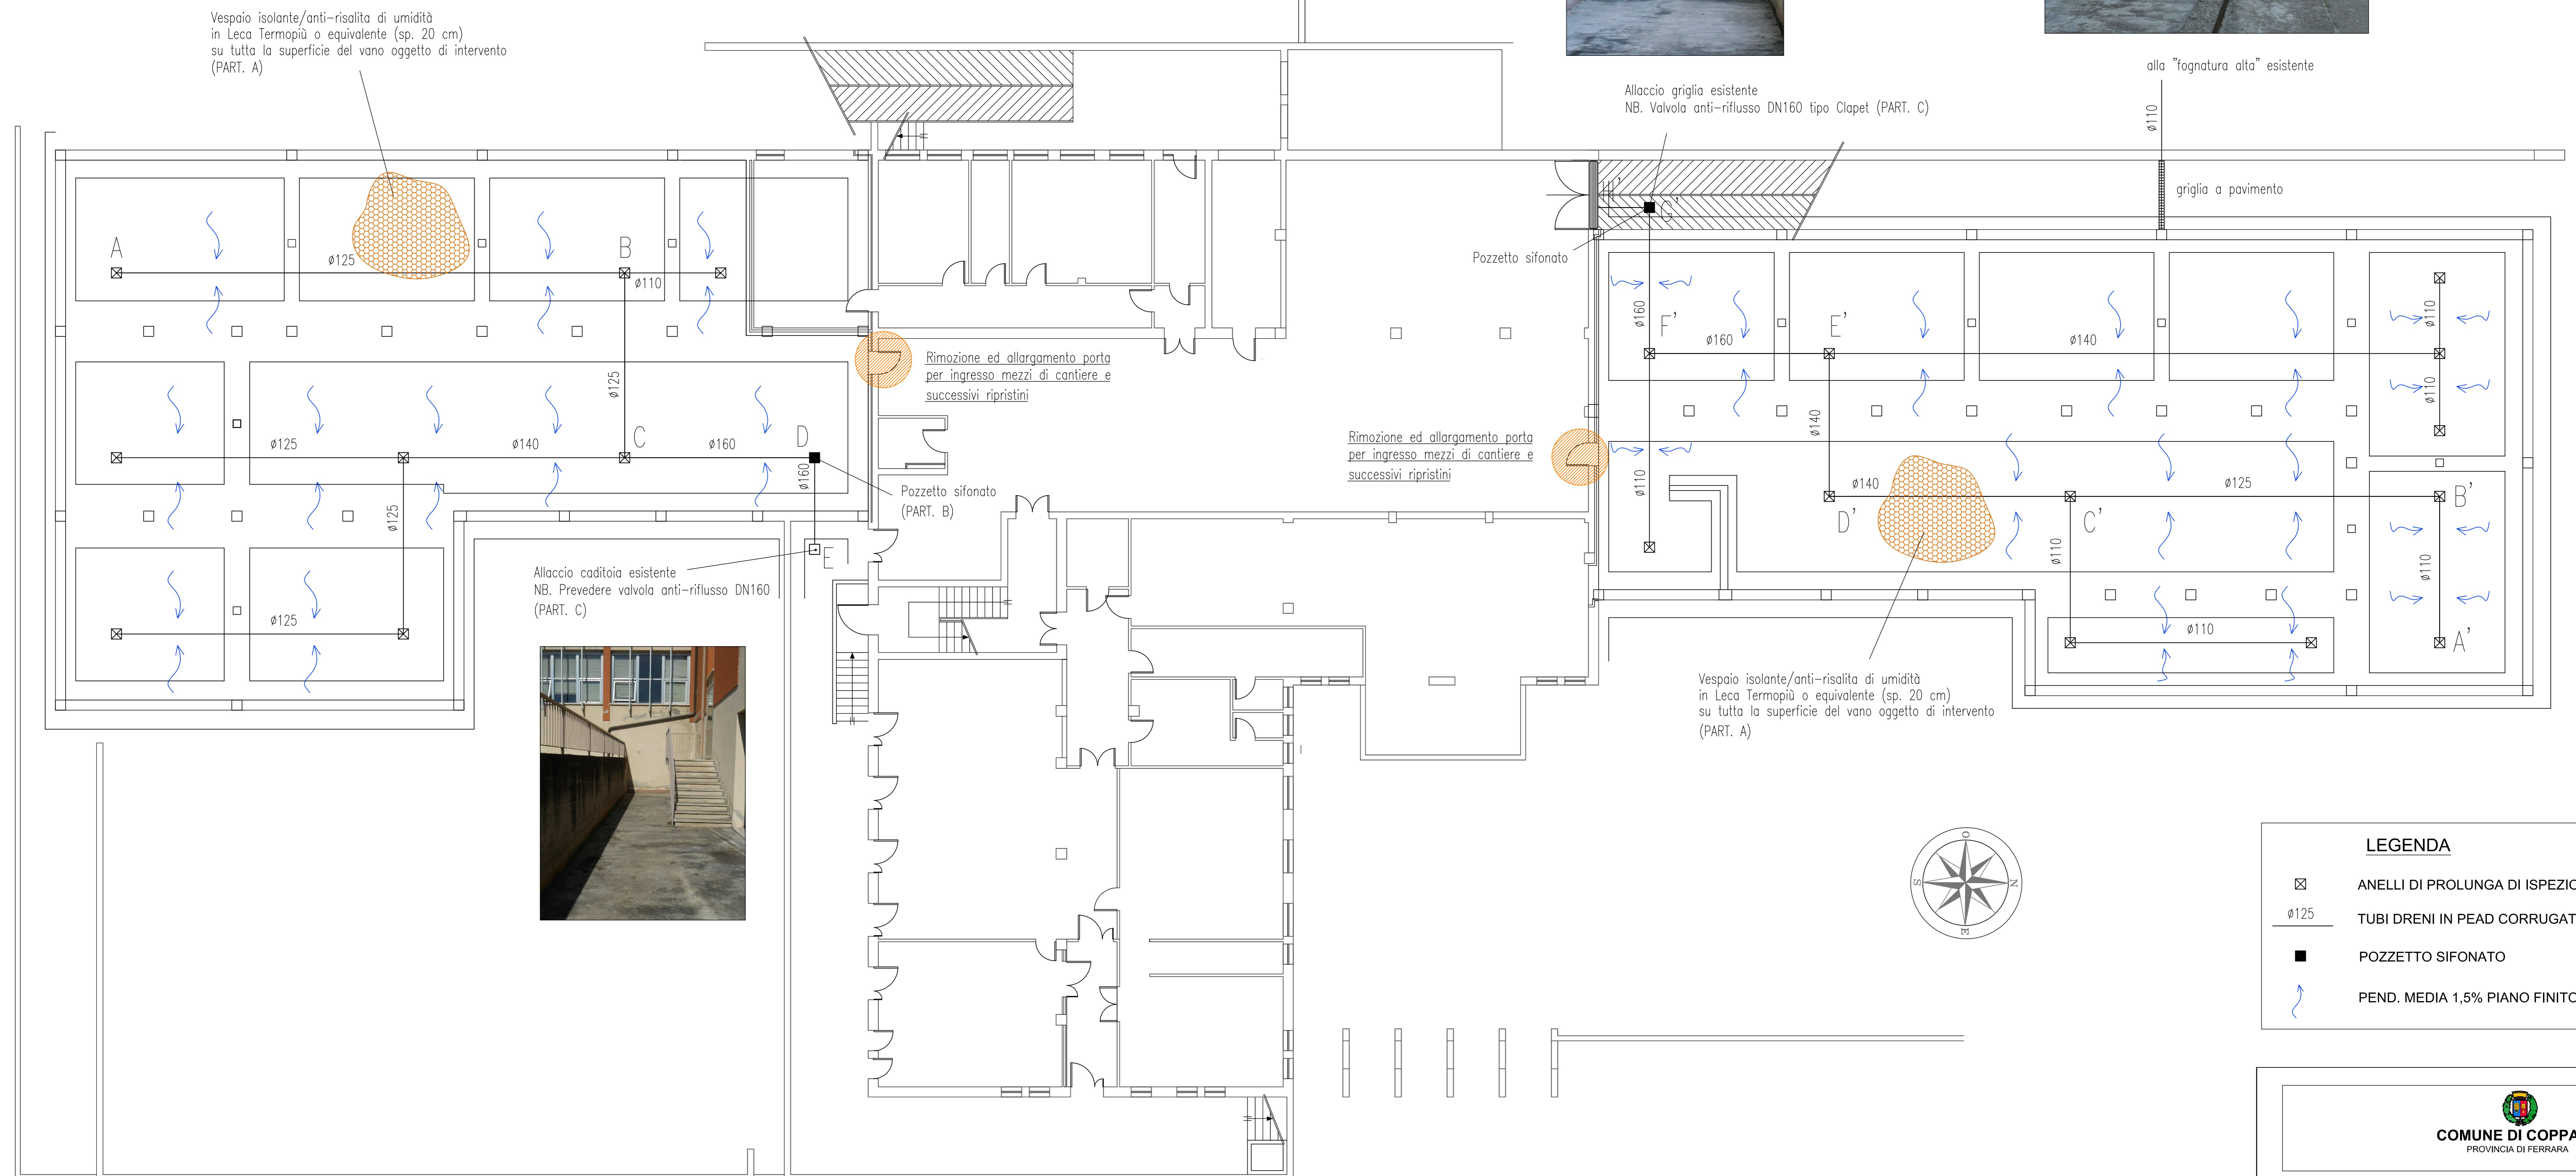 Vespaio isolante/anti-risalita di umidità
in Leca Termopiù o equivalente (sp. 20 cm)
su tutta la superficie del vano oggetto di intervento
(PART. A)
alla "fognatura alta" esistente
Allaccio griglia esistente
NB. Valvola anti-riflusso DN160 tipo Clapet (PART. C)
ø110
griglia a pavimento
H'
G'
Pozzetto sifonato
A
ø125
B
ø110
ø125
ø160
F'
ø160
E'
ø140
ø110
ø110
Rimozione ed allargamento porta
per ingresso mezzi di cantiere e
successivi ripristini
Rimozione ed allargamento porta
per ingresso mezzi di cantiere e
successivi ripristini
ø125
ø140
C
ø160
D
ø160
ø125
Pozzetto sifonato
(PART. B)
E
Allaccio caditoia esistente
NB. Prevedere valvola anti-riflusso DN160
(PART. C)
ø125
ø140
ø110
ø140
D'
C'
ø125
B'
ø110
ø110
ø110
A'
Vespaio isolante/anti-risalita di umidità
in Leca Termopiù o equivalente (sp. 20 cm)
su tutta la superficie del vano oggetto di intervento
(PART. A)
O
S
N
E
LEGENDA
ANELLI DI PROLUNGA DI ISPEZIO
ø125
TUBI DRENI IN PEAD CORRUGAT
POZZETTO SIFONATO
PEND. MEDIA 1,5% PIANO FINITO
COMUNE DI COPPA
PROVINCIA DI FERRARA